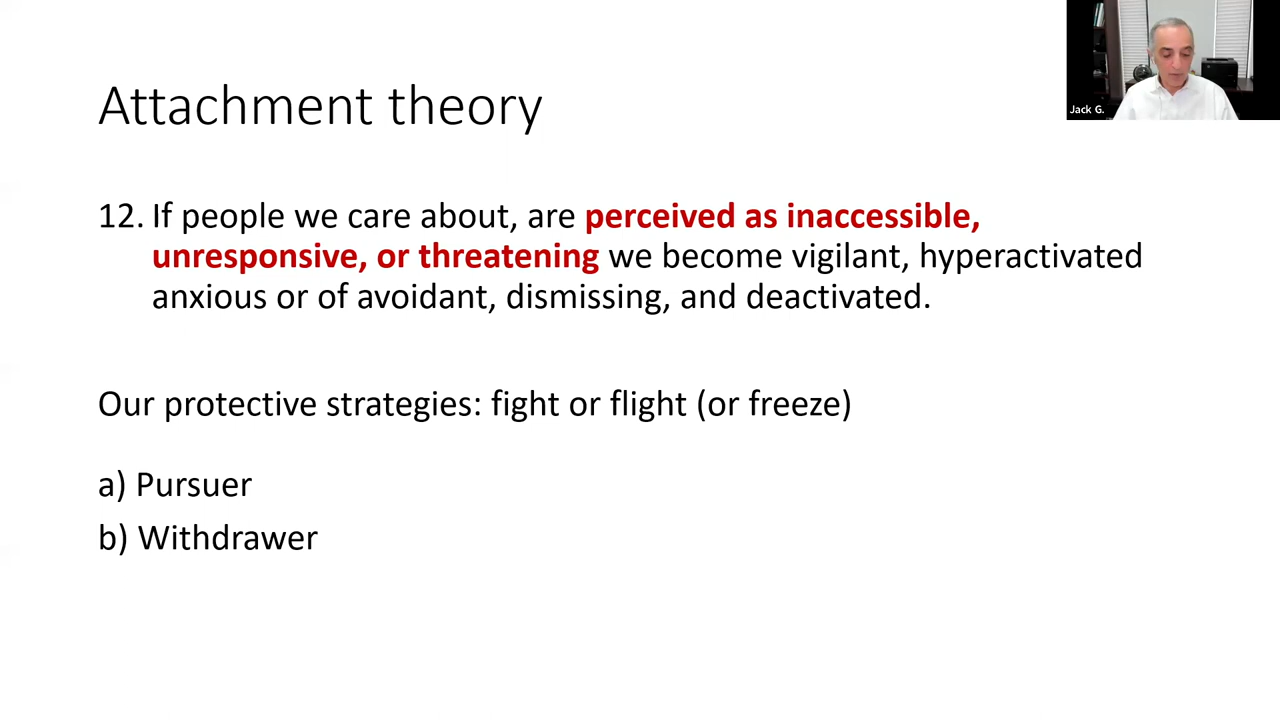 Attachment theory
Jack G.
12. If people we care about, are perceived as inaccessible,
unresponsive, or threatening we become vigilant, hyperactivated
anxious or of avoidant, dismissing, and deactivated.
Our protective strategies: fight or flight (or freeze)
a) Pursuer
b) Withdrawer